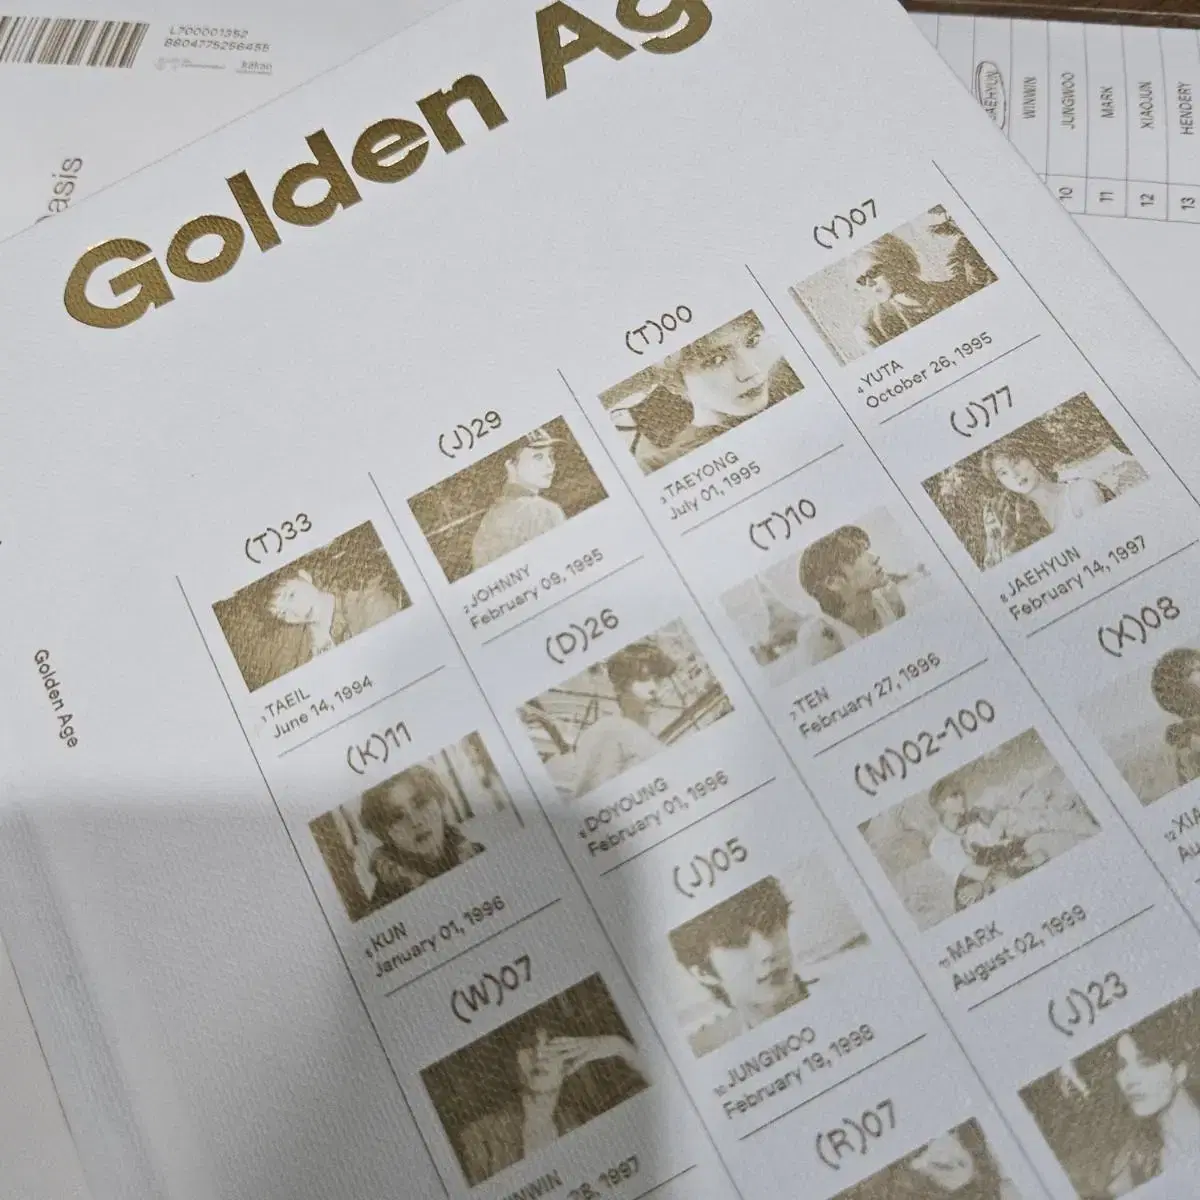 L700001352
8804775256455
kakao
asis
Golden Ag
Golden Age
JAEHYUN
WINWIN
JUNGWOO
MARK
XIAOJUN
HENDERY
10
11
12
13
(T)33
1 TAEIL
June 14, 1994
(J)29
2 JOHNNY
February 09, 1995
(T)00
3 TAEYONG
July 01, 1995
(Y)07
4 YUTA
October 26, 1995
(K)11
5 KUN
January 01, 1996
(D)26
6 DOYOUNG
February 01, 1996
(T)10
7 TEN
February 27, 1996
(J)77
8 JAEHYUN
February 14, 1997
(W)07
INWIN
28, 1997
(J)05
10 JUNGWOO
February 19, 1998
(M)02-100
11 MARK
August 02, 1999
(X)08
12 XIA
Au
(R)07
(J)23